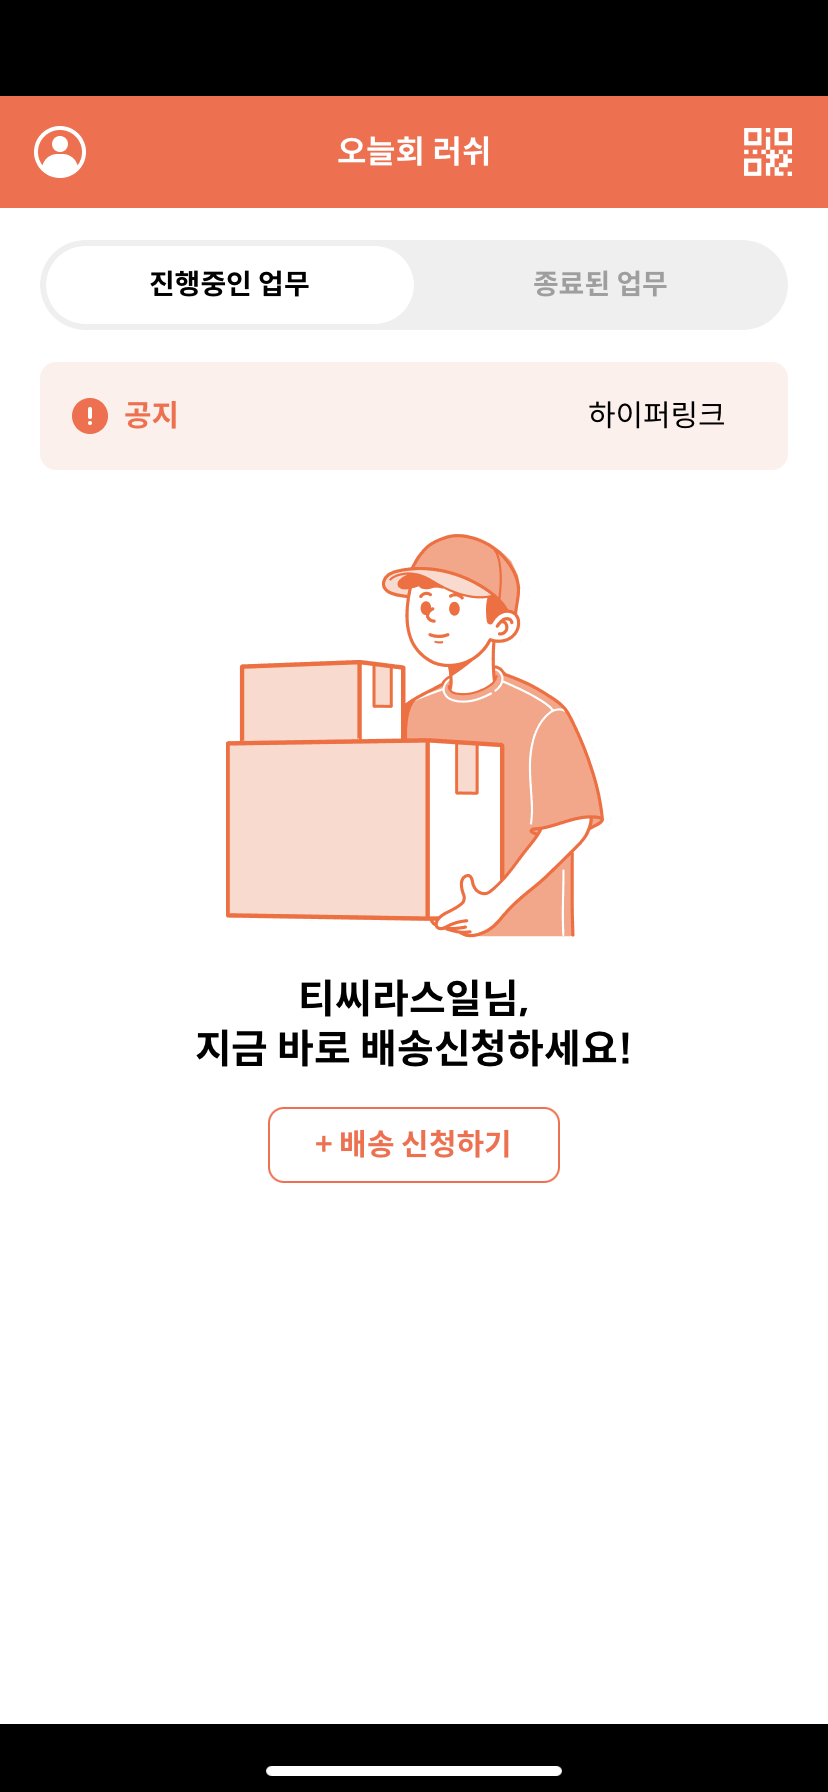 오늘회 러쉬
진행중인 업무
종료된 업무
공지
하이퍼링크
티씨라스일님,
지금 바로 배송신청하세요!
+ 배송 신청하기